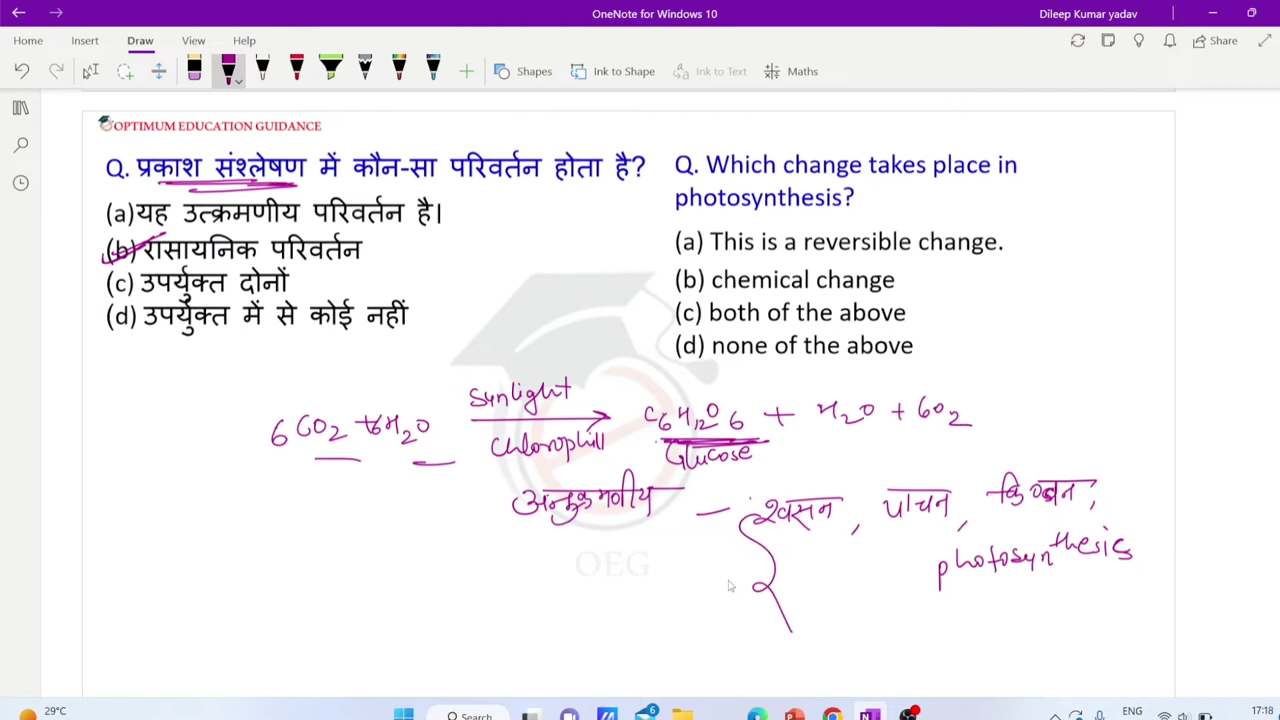 OneNote for Windows 10
Dileep Kumar yadav
Home Insert Draw View Help
Share
Shapes Ink to Shape Ink to Text Maths
OPTIMUM EDUCATION GUIDANCE
Q. प्रकाश संश्लेषण में कौन-सा परिवर्तन होता है?
(a)यह उत्क्रमणीय परिवर्तन है।
(b) रासायनिक परिवर्तन
(c) उपर्युक्त दोनों
(d) उपर्युक्त में से कोई नहीं
Q. Which change takes place in
photosynthesis?
(a) This is a reversible change.
(b) chemical change
(c) both of the above
(d) none of the above
Sunlight
6CO2 + 6H2O C6H12O6 + H2O + 6O2
Chlorophill
Glucose
श्वसन, पाचन,
photosynthesis
OEG
29°C
Search
6
ENG
17:18